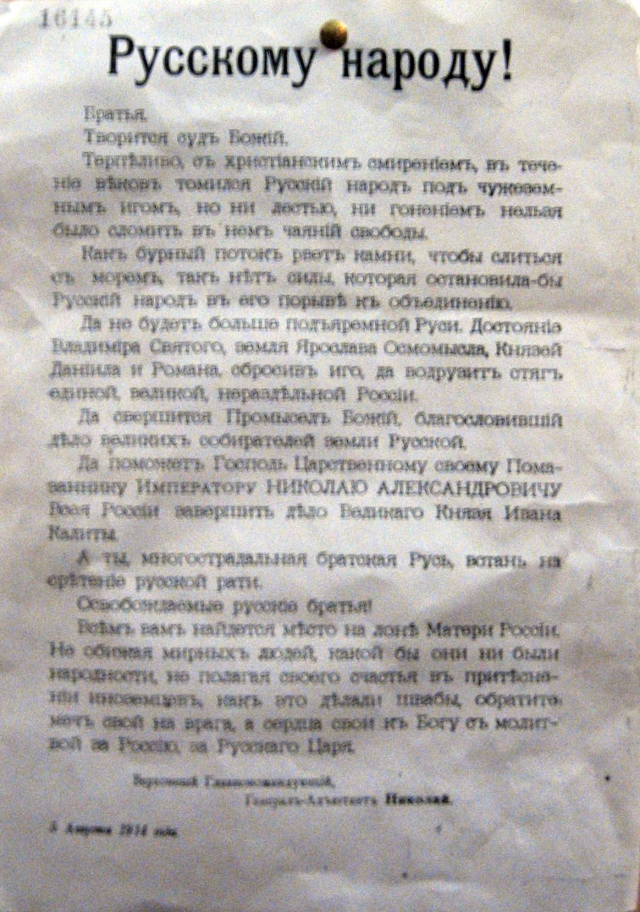 16145
Русскому народу!
Братья.
Творится судъ Божій.
Терпѣливо, съ христіанскимъ смиреніемъ, въ тече-
ніе вѣковъ томился Русскій народъ подъ чужезем-
нымъ игомъ, но ни лестью, ни гоненіемъ нельзя
было сломить въ немъ чаяній свободы.
Какъ бурный потокъ рветъ камни, чтобы слиться
съ моремъ, такъ нѣтъ силы, которая остановила-бы
Русскій народъ въ его порывѣ къ объединенію.
Да не будетъ больше подъяремной Руси. Достояніе
Владиміра Святого, земля Ярослава Осмомысла, Князей
Даніила и Романа, сбросивъ иго, да водрузитъ стягъ
единой, великой, нераздѣльной Россіи.
Да свершится Промыселъ Божій, благословившій
дѣло великихъ собирателей земли Русской.
Да поможетъ Господь Царственному своему Пома-
заннику Императору НИКОЛАЮ АЛЕКСАНДРОВИЧУ
Всея Россіи завершить дѣло Великаго Князя Ивана
Калиты.
А ты, многострадальная братская Русь, встань на
срѣтеніе русской рати.
Освобождаемые русскіе братья!
Всѣмъ вамъ найдется мѣсто на лонѣ Матери Россіи.
Не обижая мирныхъ людей, какой бы они ни были
народности, не полагая своего счастья въ притѣсне-
ніи иноземцевъ, какъ это дѣлали швабы, обратите
мечъ свой на врага, а сердца свои къ Богу съ молит-
вой за Россію, за Русскаго Царя.
Верховный Главнокомандующій,
Генералъ-Адъютантъ Николай.
5 Августа 1914 года